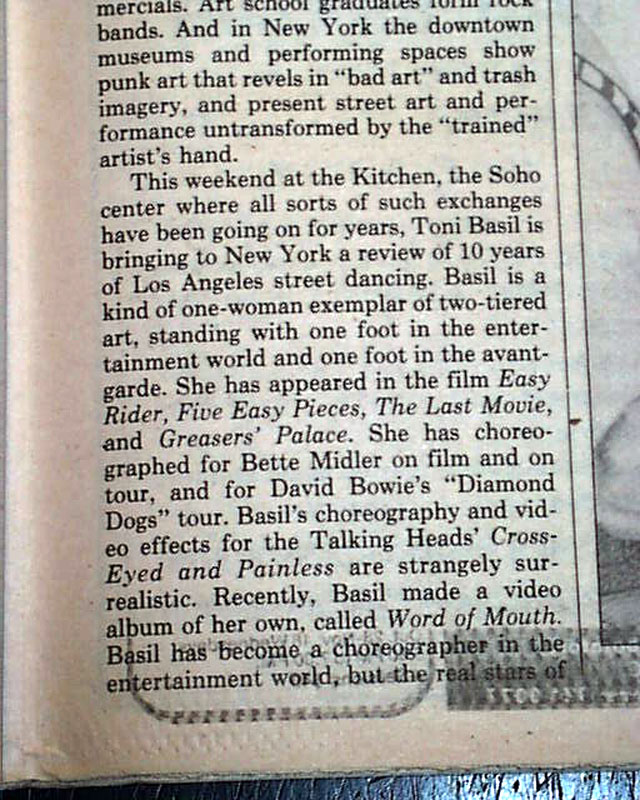 mercials. Art school graduates form rock
bands. And in New York the downtown
museums and performing spaces show
punk art that revels in “bad art” and trash
imagery, and present street art and per-
formance untransformed by the “trained”
artist’s hand.
This weekend at the Kitchen, the Soho
center where all sorts of such exchanges
have been going on for years, Toni Basil is
bringing to New York a review of 10 years
of Los Angeles street dancing. Basil is a
kind of one-woman exemplar of two-tiered
art, standing with one foot in the enter-
tainment world and one foot in the avant-
garde. She has appeared in the film Easy
Rider, Five Easy Pieces, The Last Movie,
and Greasers’ Palace. She has choreo-
graphed for Bette Midler on film and on
tour, and for David Bowie’s “Diamond
Dogs” tour. Basil’s choreography and vid-
eo effects for the Talking Heads’ Cross-
Eyed and Painless are strangely sur-
realistic. Recently, Basil made a video
album of her own, called Word of Mouth.
Basil has become a choreographer in the
entertainment world, but the real stars of